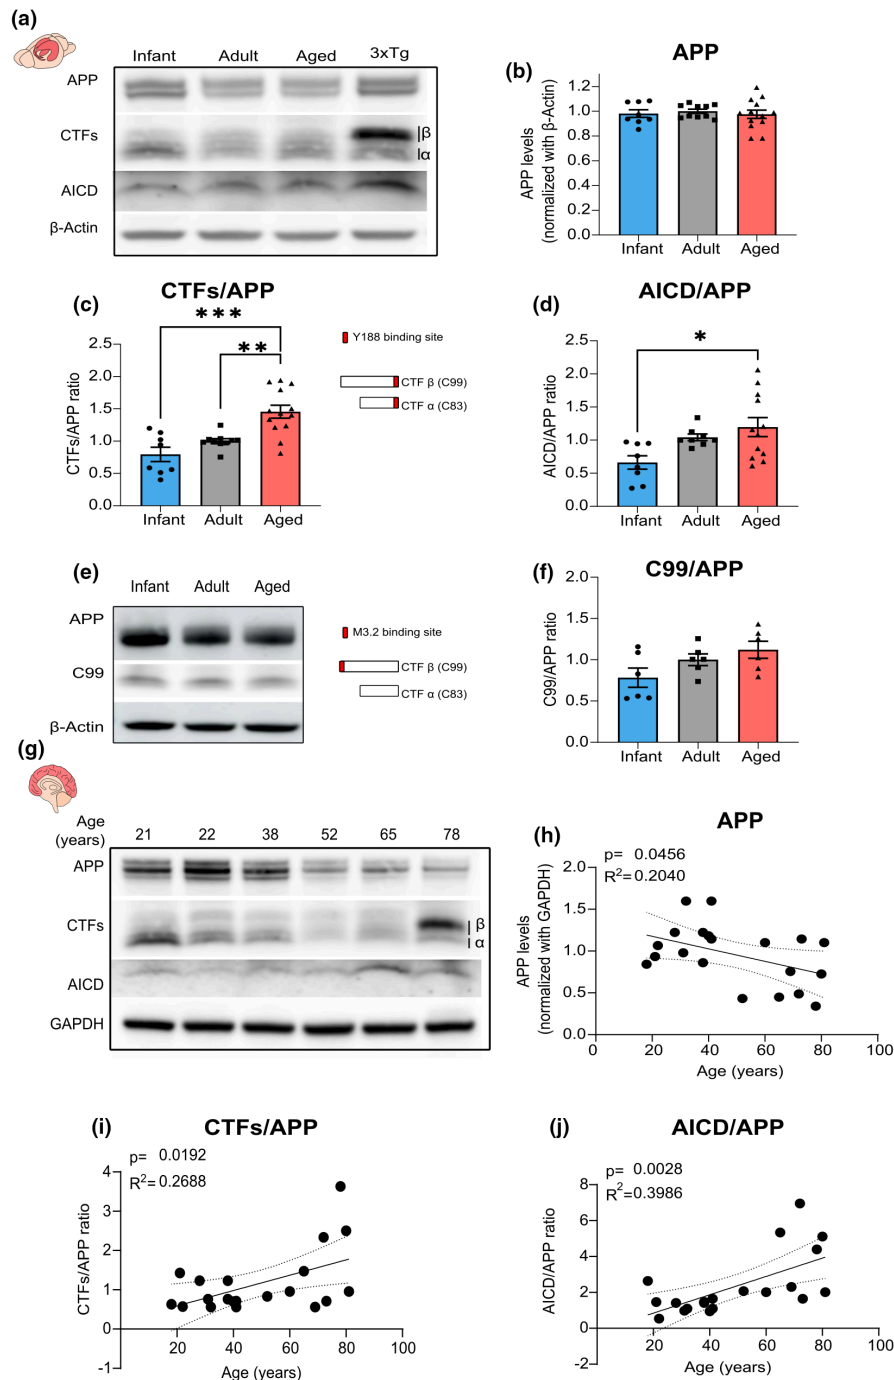 (a)
Infant Adult Aged 3xTg
APP
CTFs
β
α
AICD
β-Actin
(b)
APP
APP levels
(normalized with β-Actin)
1.2
1.0
0.8
0.6
0.4
0.2
0.0
Infant Adult Aged
(c)
CTFs/APP
***
**
CTFs/APP ratio
2.5
2.0
1.5
1.0
0.5
0.0
Infant Adult Aged
Y188 binding site
CTF β (C99)
CTF α (C83)
(d)
AICD/APP
*
AICD/APP ratio
2.5
2.0
1.5
1.0
0.5
0.0
Infant Adult Aged
(e)
Infant Adult Aged
APP
C99
β-Actin
M3.2 binding site
CTF β (C99)
CTF α (C83)
(f)
C99/APP
C99/APP ratio
2.0
1.5
1.0
0.5
0.0
Infant Adult Aged
(g)
Age
(years)
21 22 38 52 65 78
APP
CTFs
β
α
AICD
GAPDH
(h)
APP
p= 0.0456
R²=0.2040
APP levels
(normalized with GAPDH)
2.0
1.5
1.0
0.5
0.0
0 20 40 60 80 100
Age (years)
(i)
CTFs/APP
p= 0.0192
R²=0.2688
CTFs/APP ratio
4
3
2
1
0
-1
20 40 60 80 100
Age (years)
(j)
AICD/APP
p= 0.0028
R²=0.3986
AICD/APP ratio
8
6
4
2
0
-2
20 40 60 80 100
Age (years)